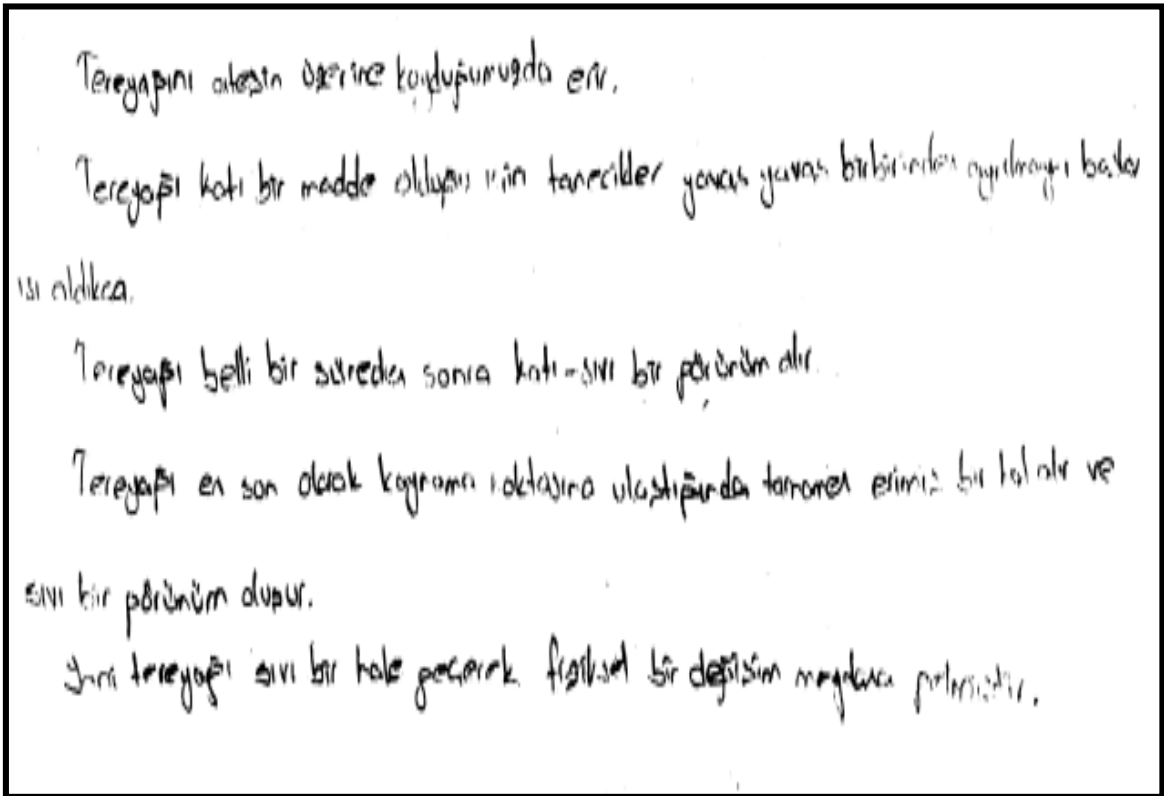 Tereyağını ateşin üzerine koyduğumuzda erir.
Tereyağı katı bir madde olduğu için tanecikler yavaş yavaş birbirinden ayrılmayı başlar
ısı aldıkca.
Tereyağı belli bir süreden sonra katı-sıvı bir görünüm alır.
Tereyağı en son olarak kaynama noktasına ulaştığında tamamen erimiş bir hal alır ve
sıvı bir görünüm oluşur.
Yani tereyağı sıvı bir hale geçerek fiziksel bir değişim meydana gelmiştir.